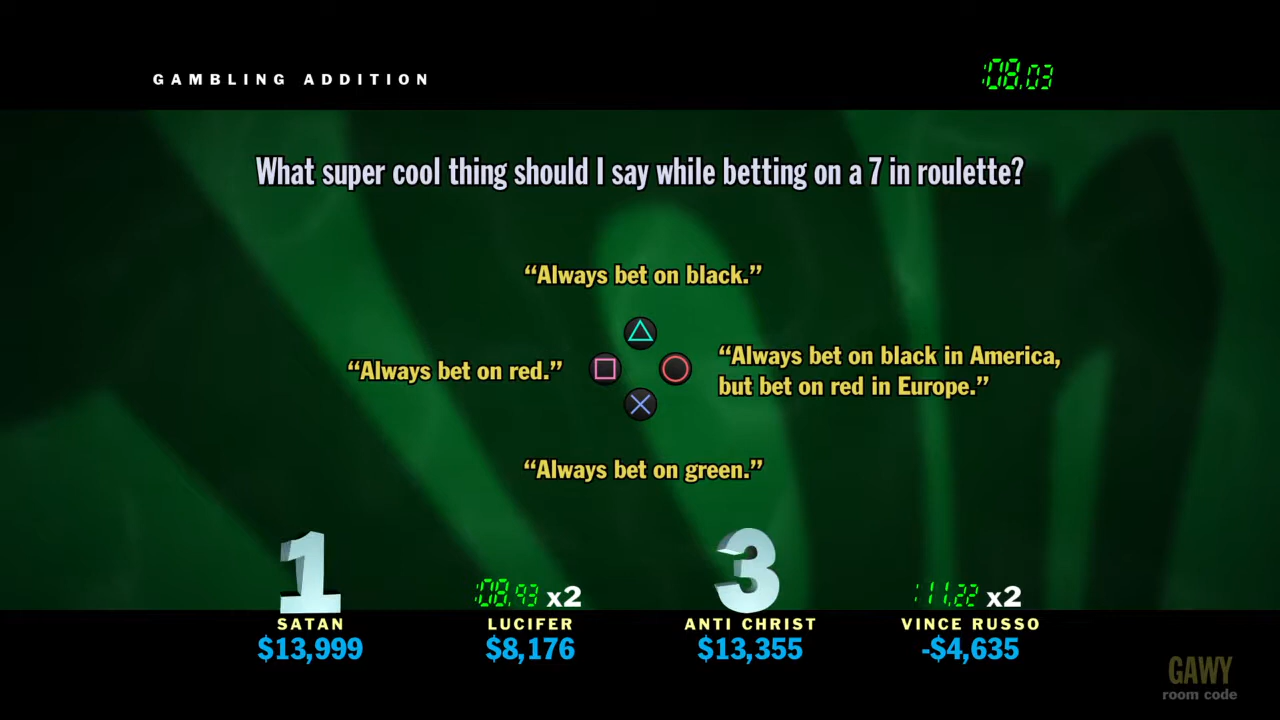 GAMBLING ADDITION
:08.03
What super cool thing should I say while betting on a 7 in roulette?
“Always bet on black.”
“Always bet on red.”
“Always bet on black in America,
but bet on red in Europe.”
“Always bet on green.”
1
:08.93 x2
3
:11.22 x2
SATAN
LUCIFER
ANTI CHRIST
VINCE RUSSO
$13,999
$8,176
$13,355
-$4,635
GAWY
room code